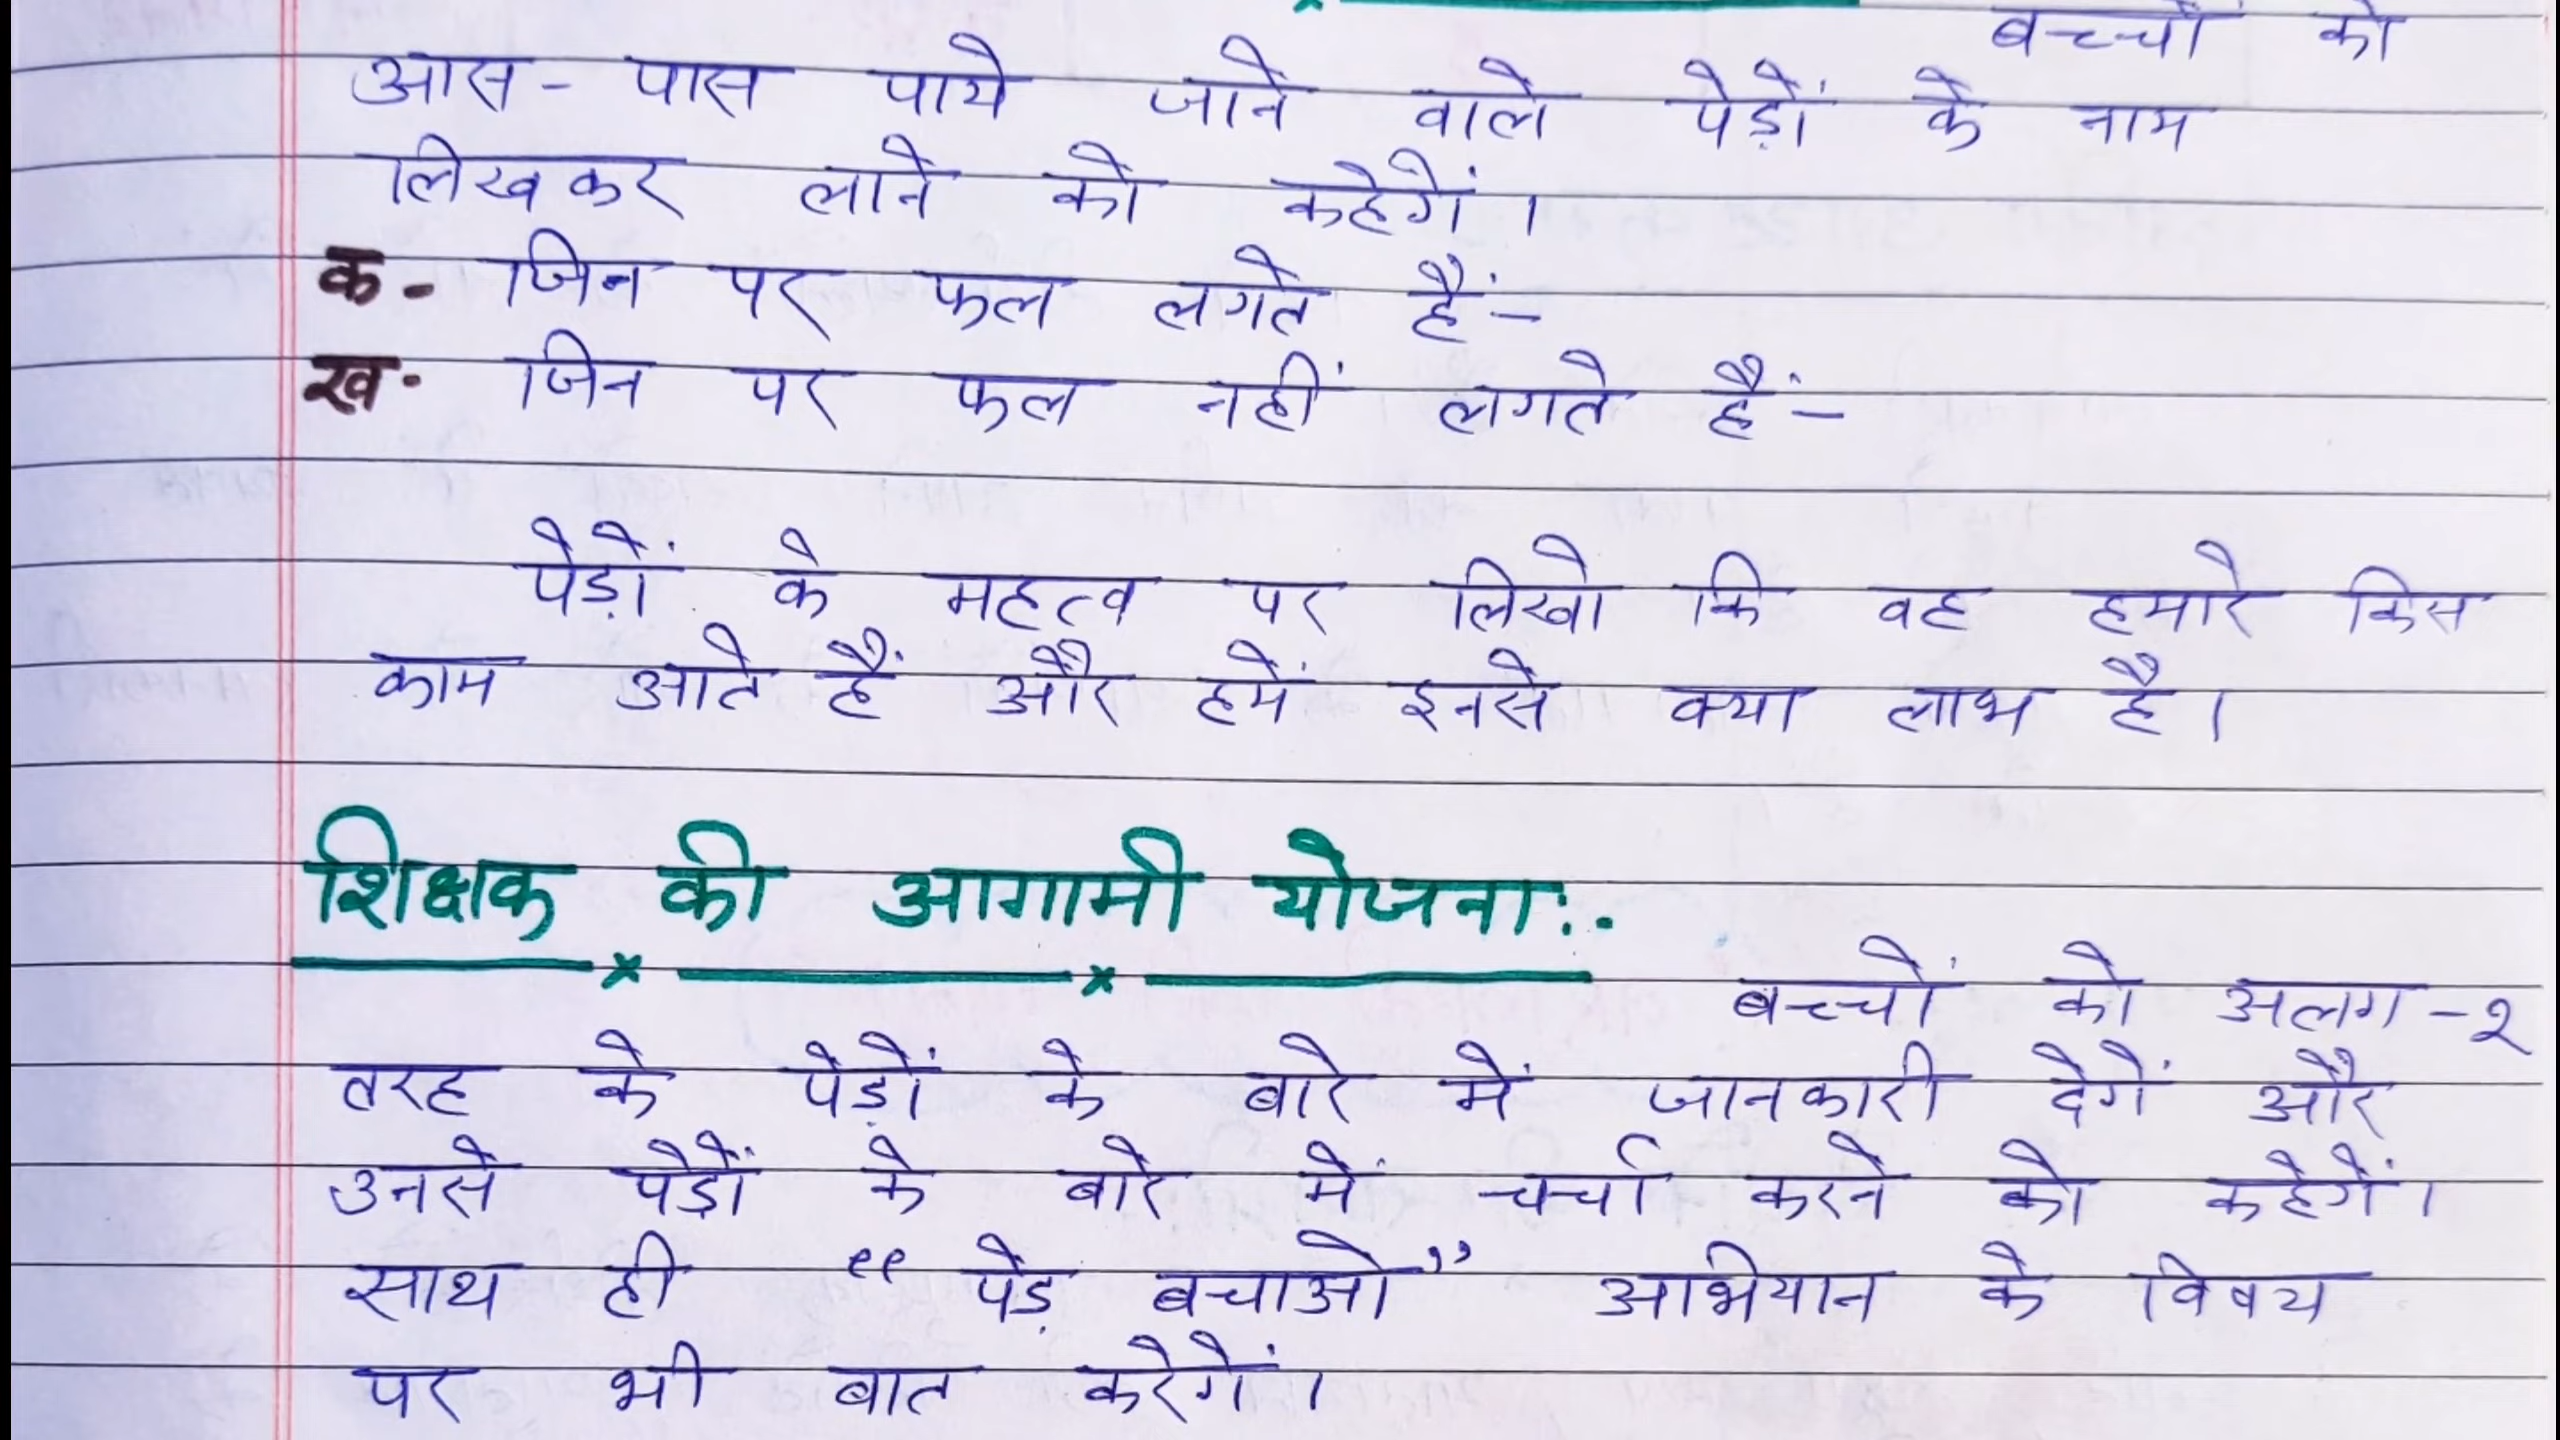 बच्चों को
आस - पास पाये जाने वाले पेड़ों के नाम
लिखकर लाने को कहेगें।
क - जिन पर फल लगते हैं -
ख · जिन पर फल नहीं लगते हैं -
पेड़ों के महत्व पर लिखो कि वह हमारे किस
काम आते हैं और हमें इनसे क्या लाभ है।
शिक्षक की आगामी योजना :-
बच्चों को अलग - २
तरह के पेड़ों के बारे में जानकारी देगें और
उनसे पेड़ों के बारे में चर्चा करने को कहेगें।
साथ ही “ पेड़ बचाओ ” अभियान के विषय
पर भी बात करेगें।